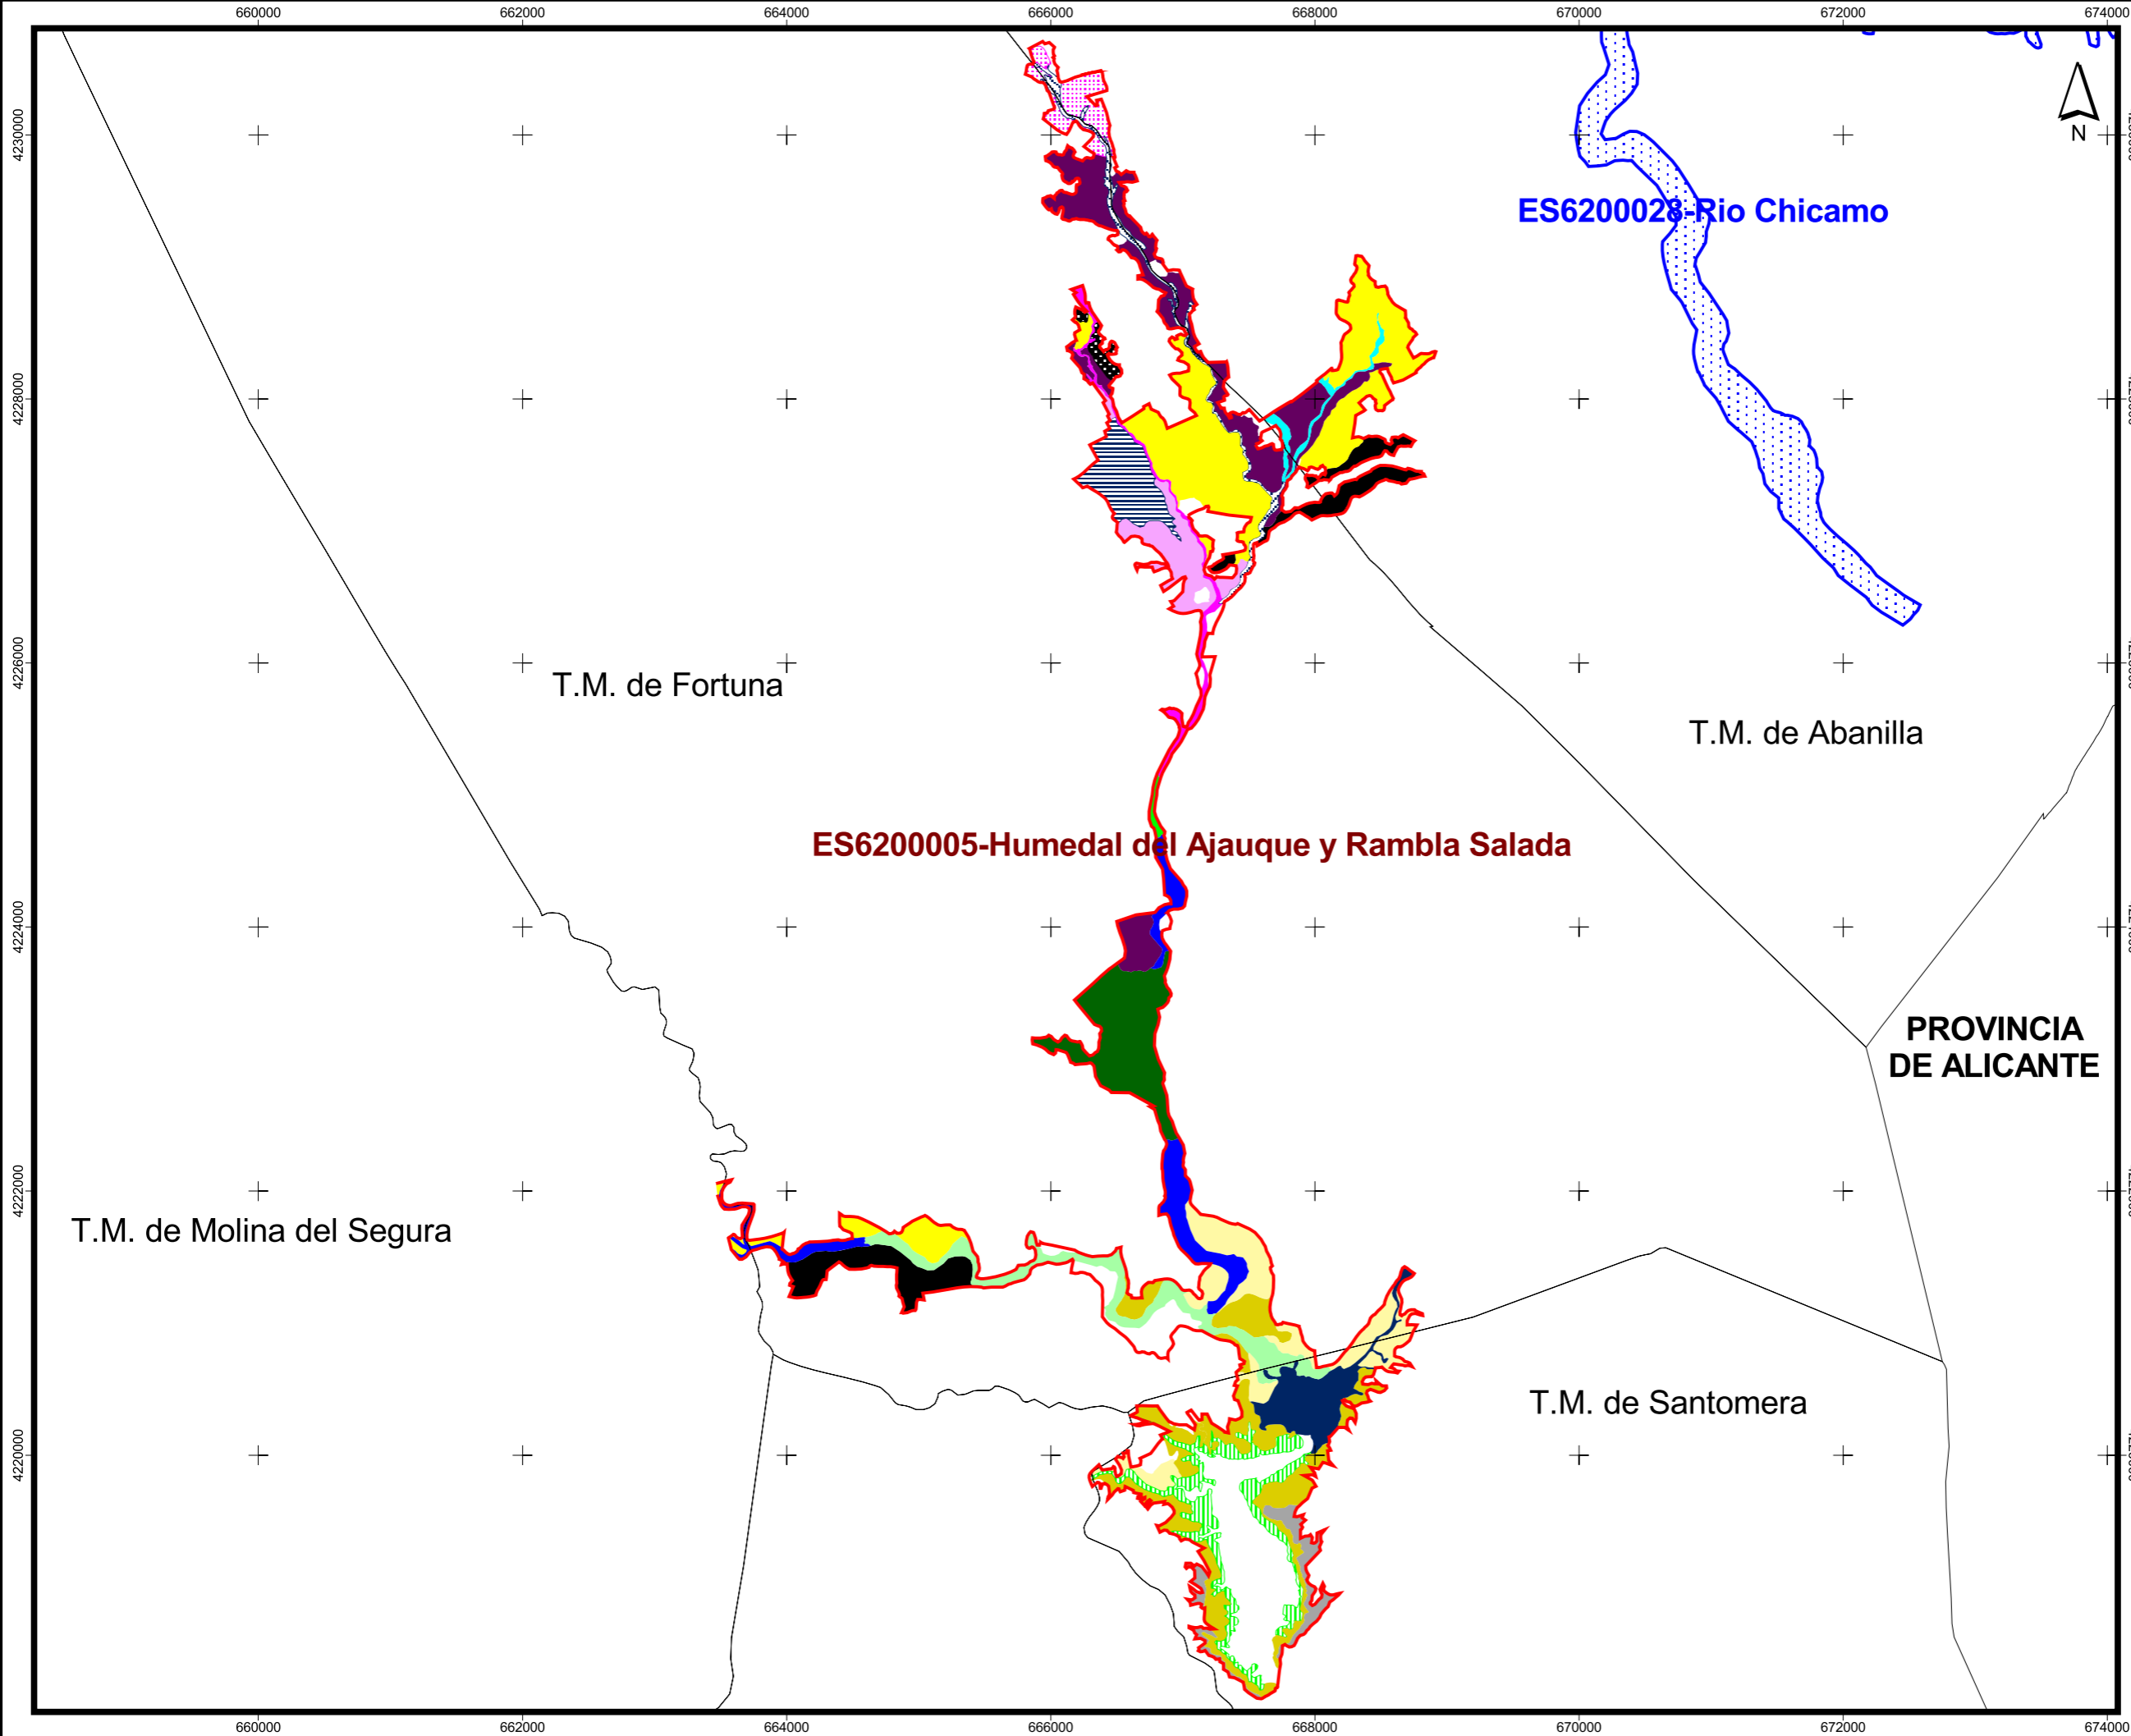 660000 662000 664000 666000 668000 670000 672000 674000
N
4230000
ES6200028-Rio Chicamo
4228000
4226000
T.M. de Fortuna
T.M. de Abanilla
ES6200005-Humedal del Ajauque y Rambla Salada
4224000
PROVINCIA
DE ALICANTE
4222000
T.M. de Molina del Segura
T.M. de Santomera
4220000
660000 662000 664000 666000 668000 670000 672000 674000